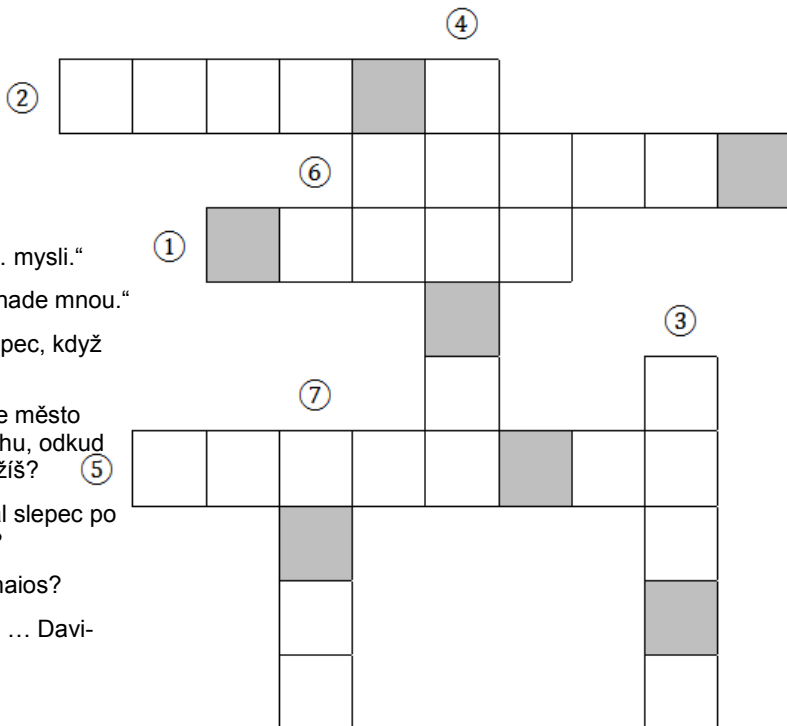 ④
②
⑥
①
. mysli.“
nade mnou.“
③
pec, když
⑦
e město
hu, odkud
žíš?
⑤
l slepec po
?
naios?
… Davi-